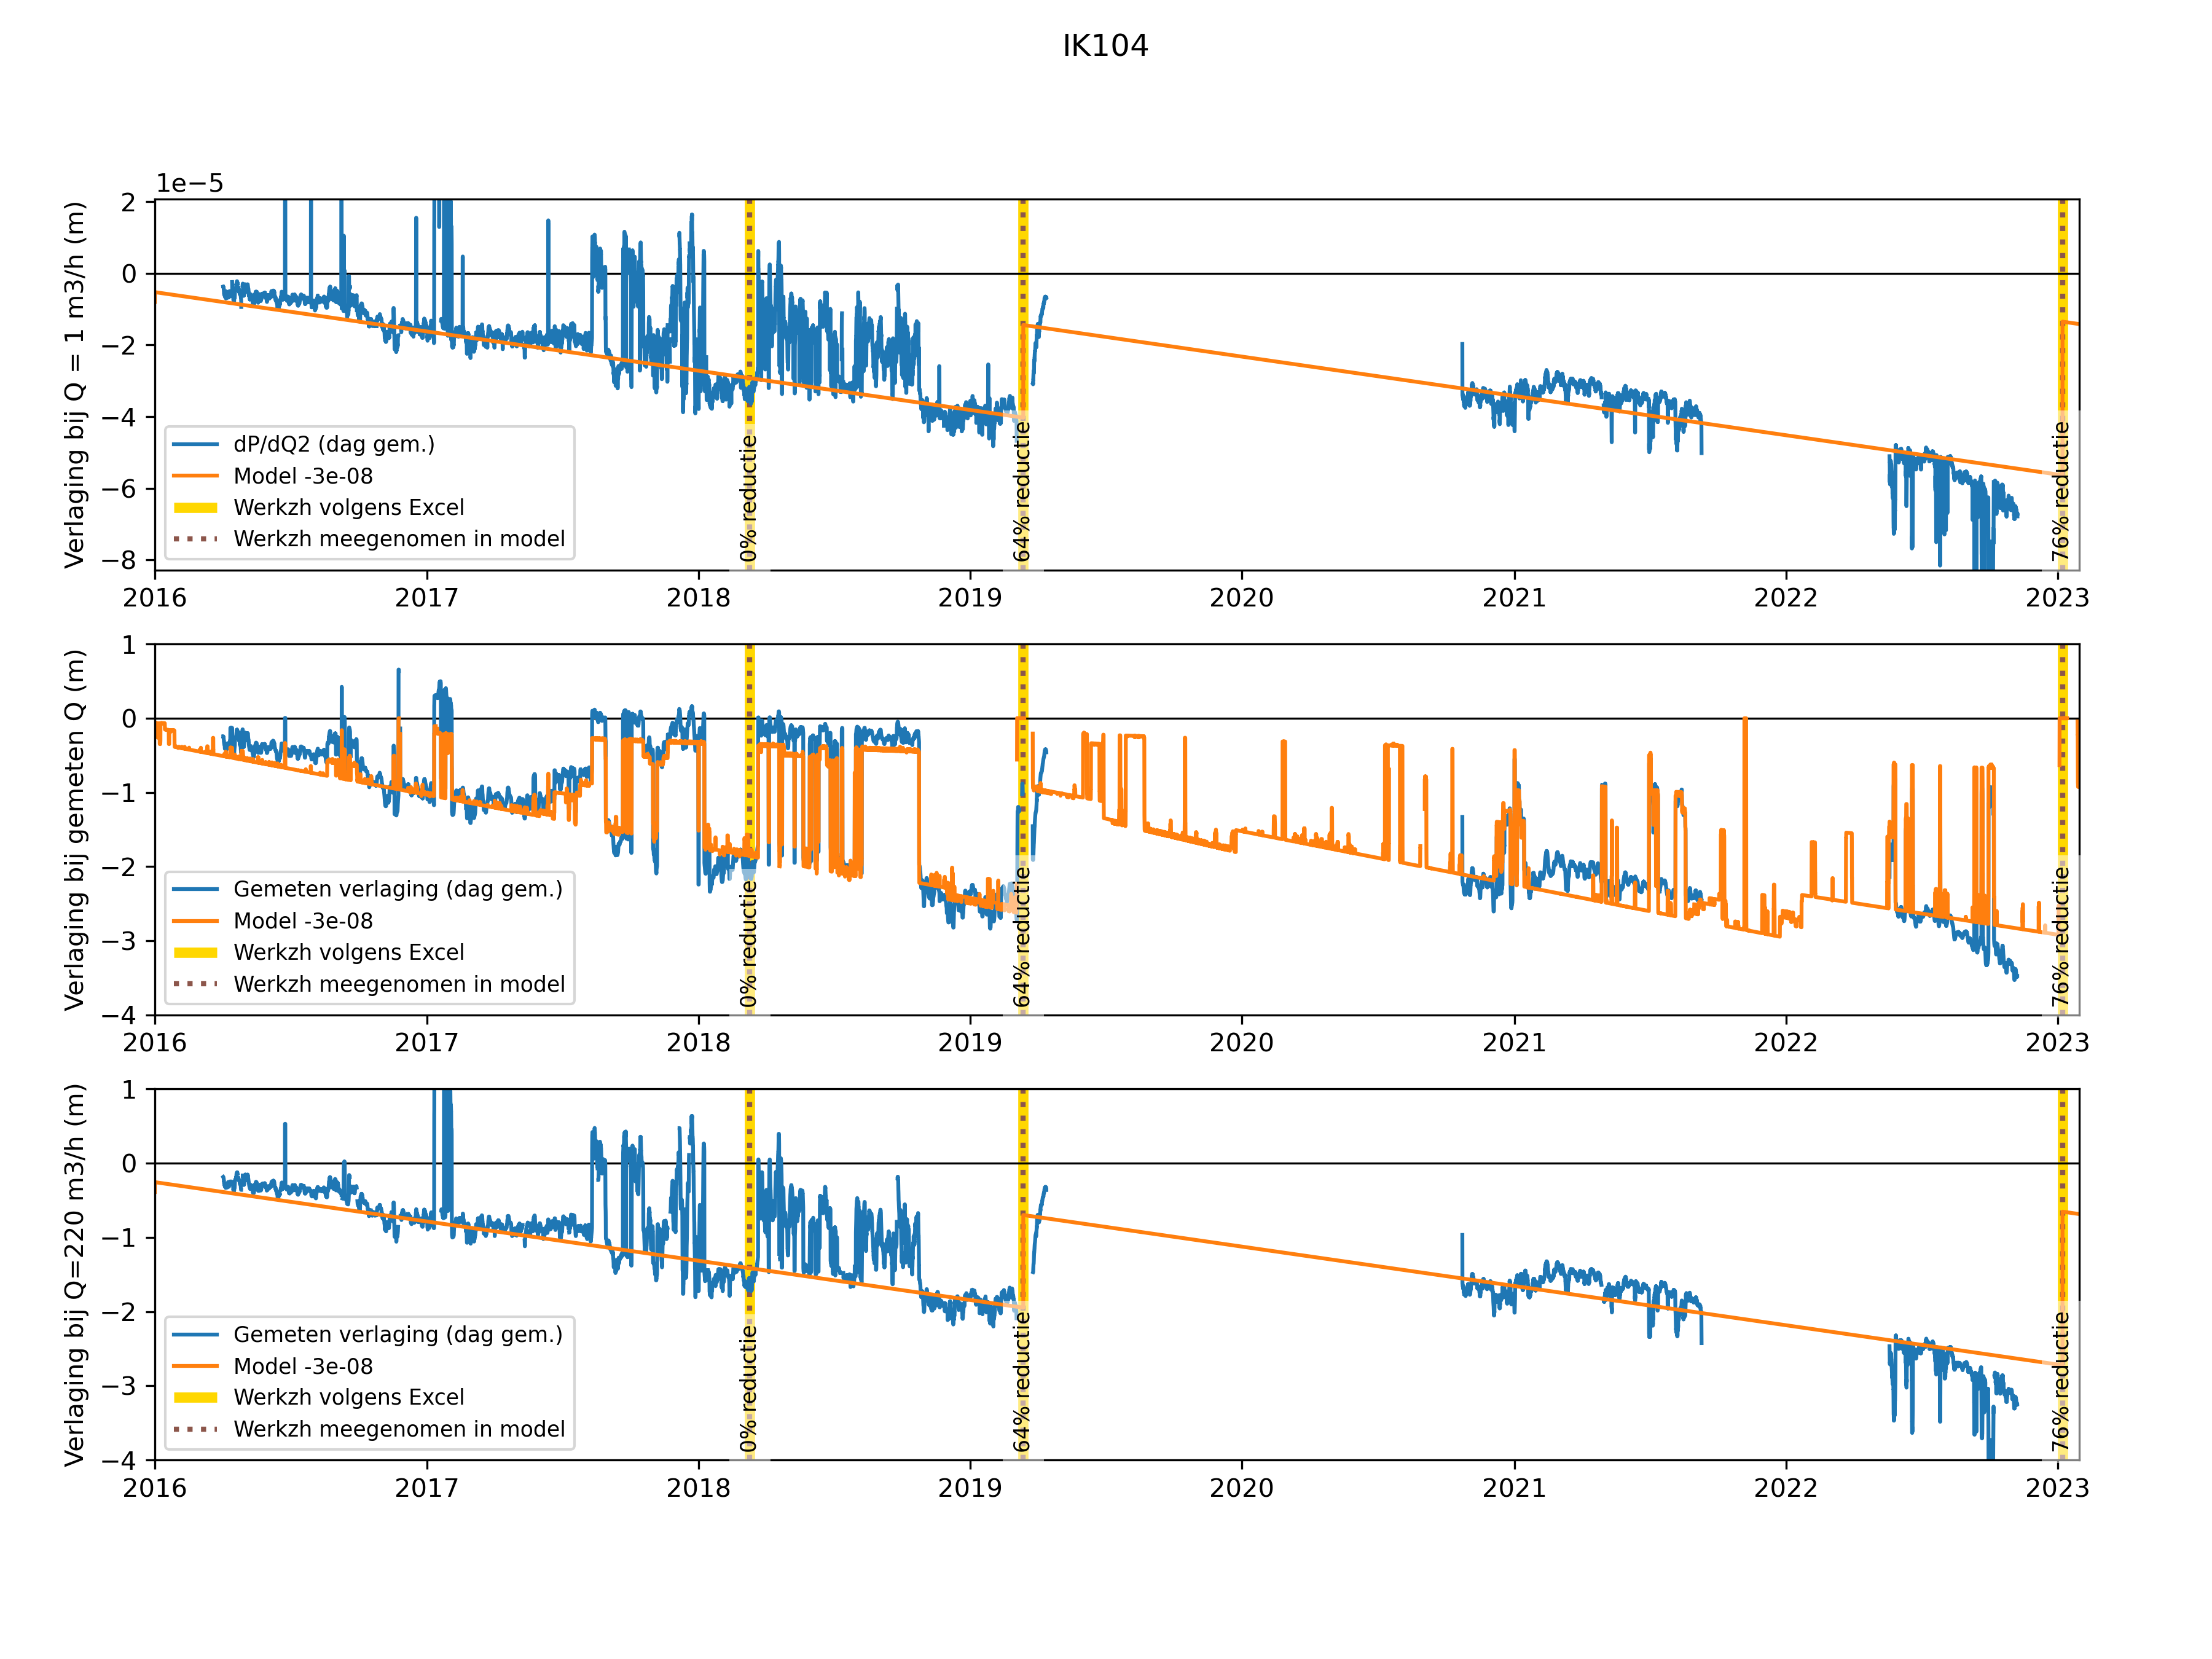 IK104
1e−5
Verlaging bij Q = 1 m3/h (m)
2
0
−2
−4
−6
−8
dP/dQ2 (dag gem.)
Model -3e-08
Werkzh volgens Excel
Werkzh meegenomen in model
0% reductie
64% reductie
76% reductie
2016 2017 2018 2019 2020 2021 2022 2023
Verlaging bij gemeten Q (m)
1
0
−1
−2
−3
−4
Gemeten verlaging (dag gem.)
Model -3e-08
Werkzh volgens Excel
Werkzh meegenomen in model
0% reductie
64% reductie
76% reductie
2016 2017 2018 2019 2020 2021 2022 2023
Verlaging bij Q=220 m3/h (m)
1
0
−1
−2
−3
−4
Gemeten verlaging (dag gem.)
Model -3e-08
Werkzh volgens Excel
Werkzh meegenomen in model
0% reductie
64% reductie
76% reductie
2016 2017 2018 2019 2020 2021 2022 2023